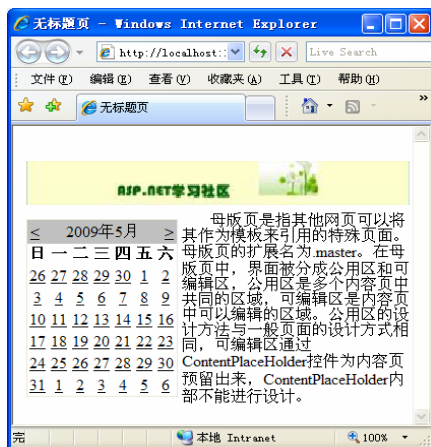 无标题页 - Windows Internet Explorer
http://localhost:: Live Search
文件(F) 编辑(E) 查看(V) 收藏夹(A) 工具(T) 帮助(H)
无标题页 »
ASP.NET学习社区
< 2009年5月 >
日 一 二 三 四 五 六
26 27 28 29 30 1 2
3 4 5 6 7 8 9
10 11 12 13 14 15 16
17 18 19 20 21 22 23
24 25 26 27 28 29 30
31 1 2 3 4 5 6
母版页是指其他网页可以将
其作为模板来引用的特殊页面。
母版页的扩展名为.master。在母
版页中，界面被分成公用区和可
编辑区，公用区是多个内容页中
共同的区域，可编辑区是内容页
中可以编辑的区域。公用区的设
计方法与一般页面的设计方式相
同，可编辑区通过
ContentPlaceHolder控件为内容页
预留出来，ContentPlaceHolder内
部不能进行设计。
完 本地 Intranet 100%